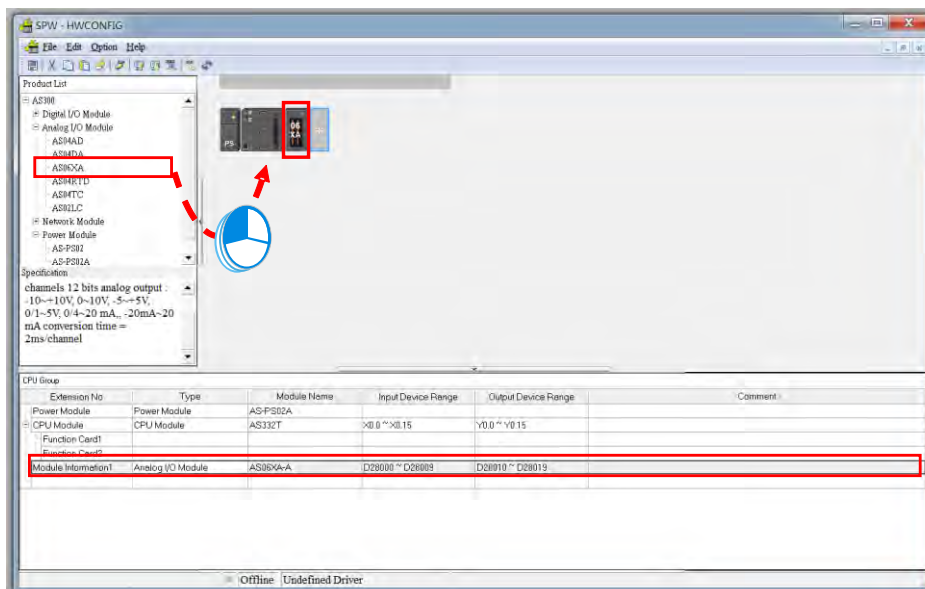 SPW - HWCONFIG
File Edit Option Help
Product List
AS300
Digital I/O Module
Analog I/O Module
AS04AD
AS04DA
AS06XA
AS04RTD
AS04TC
AS02LC
Network Module
Power Module
AS-PS02
AS-PS02A
PS
06
XA
Specification
channels 12 bits analog output :
-10~+10V, 0~10V, -5~+5V,
0/1~5V, 0/4~20 mA,, -20mA~20
mA conversion time =
2ms/channel
CPU Group
Extension No Type Module Name Input Device Range Output Device Range Comment
Power Module Power Module AS-PS02A
CPU Module CPU Module AS332T X0.0 ~ X0.15 Y0.0 ~ Y0.15
Function Card1
Function Card2
Module Information1 Analog I/O Module AS06XA-A D28000 ~ D28009 D28010 ~ D28019
Offline Undefined Driver